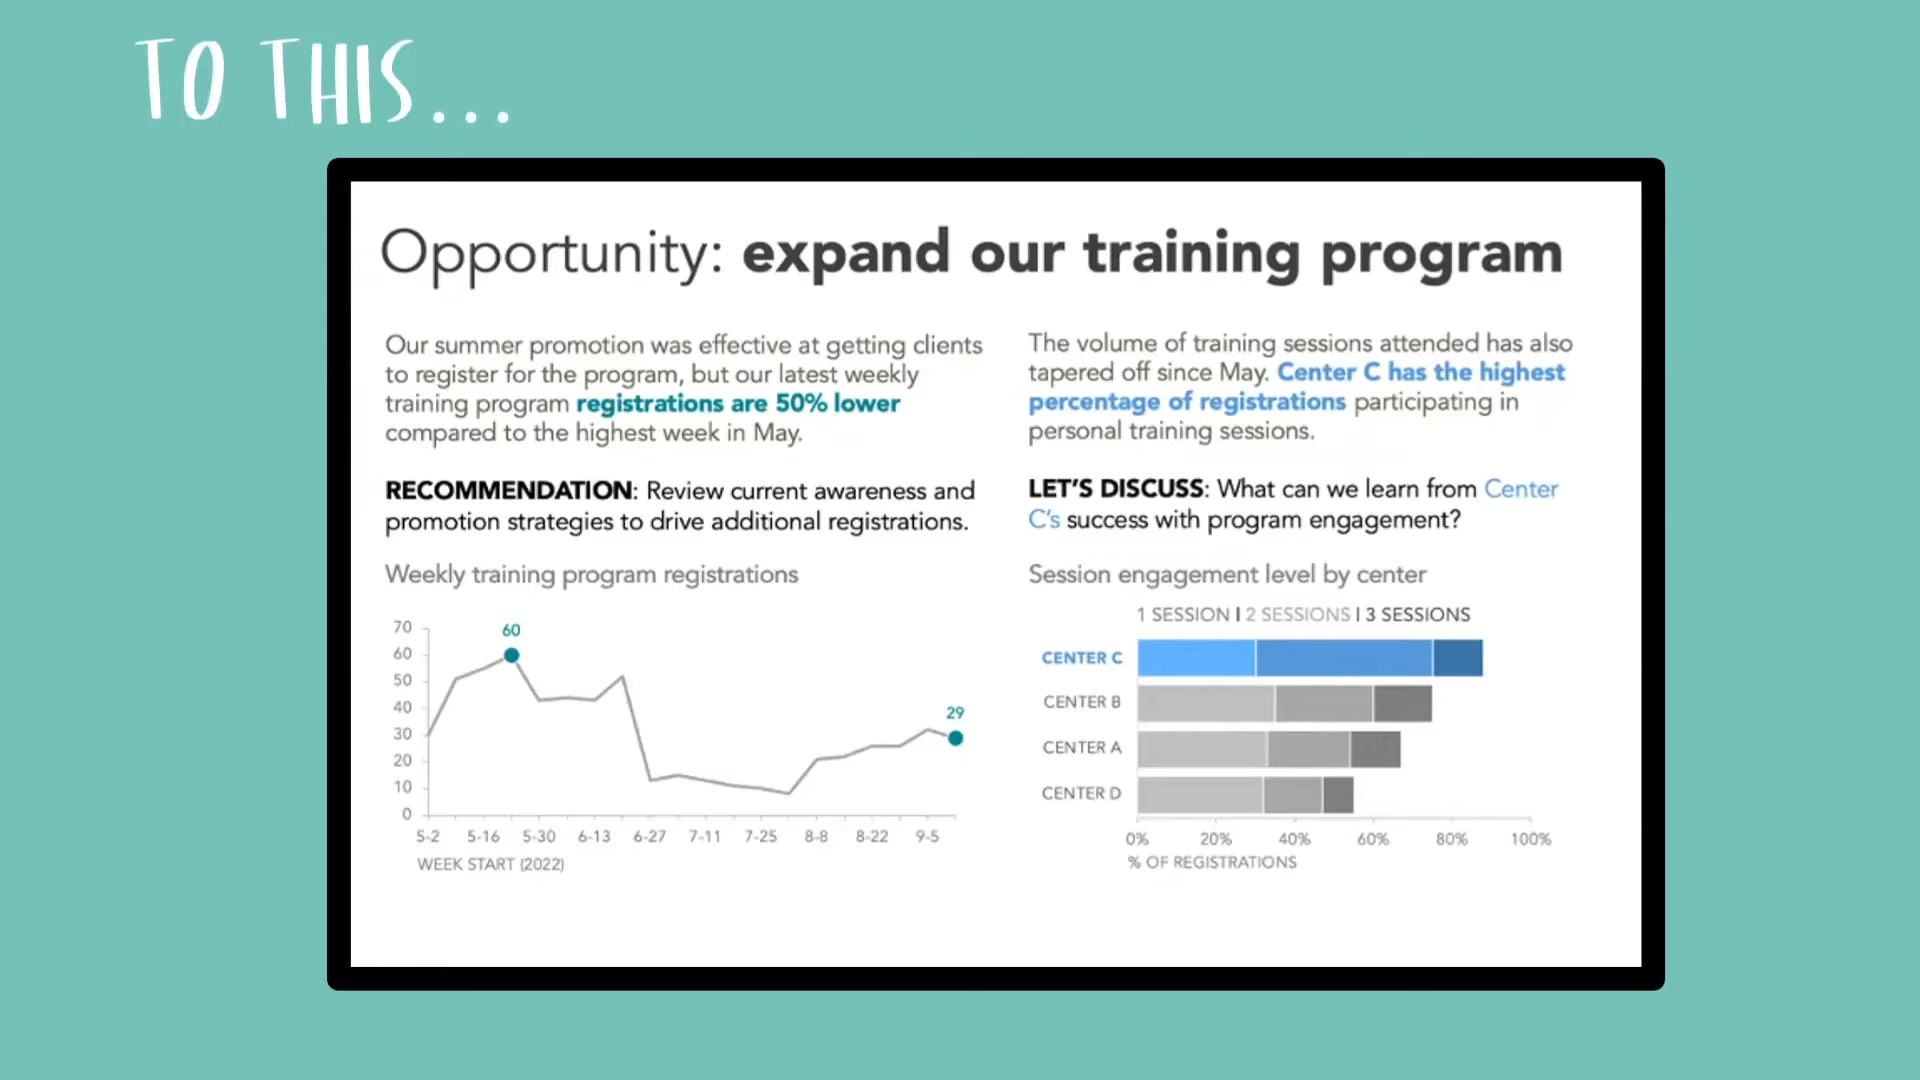 TO THIS...
Opportunity: expand our training program
Our summer promotion was effective at getting clients
to register for the program, but our latest weekly
training program registrations are 50% lower
compared to the highest week in May.
RECOMMENDATION: Review current awareness and
promotion strategies to drive additional registrations.
Weekly training program registrations
70
60
50
40
30
20
10
0
60
29
5-2 5-16 5-30 6-13 6-27 7-11 7-25 8-8 8-22 9-5
WEEK START (2022)
The volume of training sessions attended has also
tapered off since May. Center C has the highest
percentage of registrations participating in
personal training sessions.
LET'S DISCUSS: What can we learn from Center
C's success with program engagement?
Session engagement level by center
1 SESSION | 2 SESSIONS | 3 SESSIONS
CENTER C
CENTER B
CENTER A
CENTER D
0% 20% 40% 60% 80% 100%
% OF REGISTRATIONS